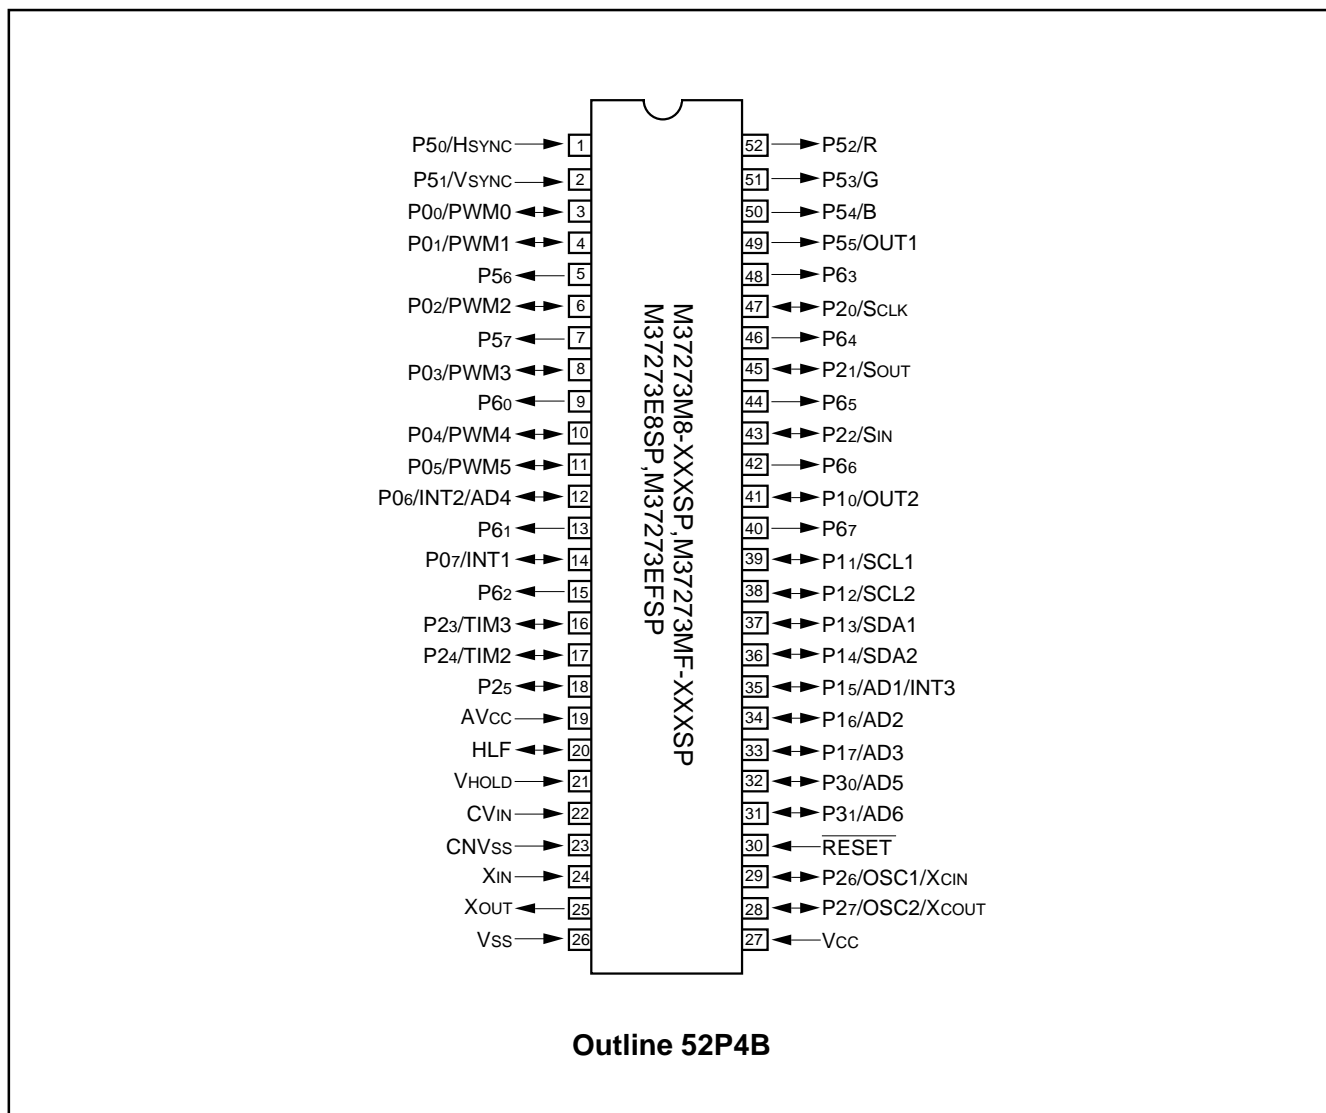 P50/HSYNC 1
P51/VSYNC 2
P00/PWM0 3
P01/PWM1 4
P56 5
P02/PWM2 6
P57 7
P03/PWM3 8
P60 9
P04/PWM4 10
P05/PWM5 11
P06/INT2/AD4 12
P61 13
P07/INT1 14
P62 15
P23/TIM3 16
P24/TIM2 17
P25 18
AVCC 19
HLF 20
VHOLD 21
CVIN 22
CNVSS 23
XIN 24
XOUT 25
VSS 26
M37273M8-XXXSP,M37273MF-XXXSP
M37273E8SP,M37273EFSP
52 P52/R
51 P53/G
50 P54/B
49 P55/OUT1
48 P63
47 P20/SCLK
46 P64
45 P21/SOUT
44 P65
43 P22/SIN
42 P66
41 P10/OUT2
40 P67
39 P11/SCL1
38 P12/SCL2
37 P13/SDA1
36 P14/SDA2
35 P15/AD1/INT3
34 P16/AD2
33 P17/AD3
32 P30/AD5
31 P31/AD6
30 RESET
29 P26/OSC1/XCIN
28 P27/OSC2/XCOUT
27 VCC
Outline 52P4B